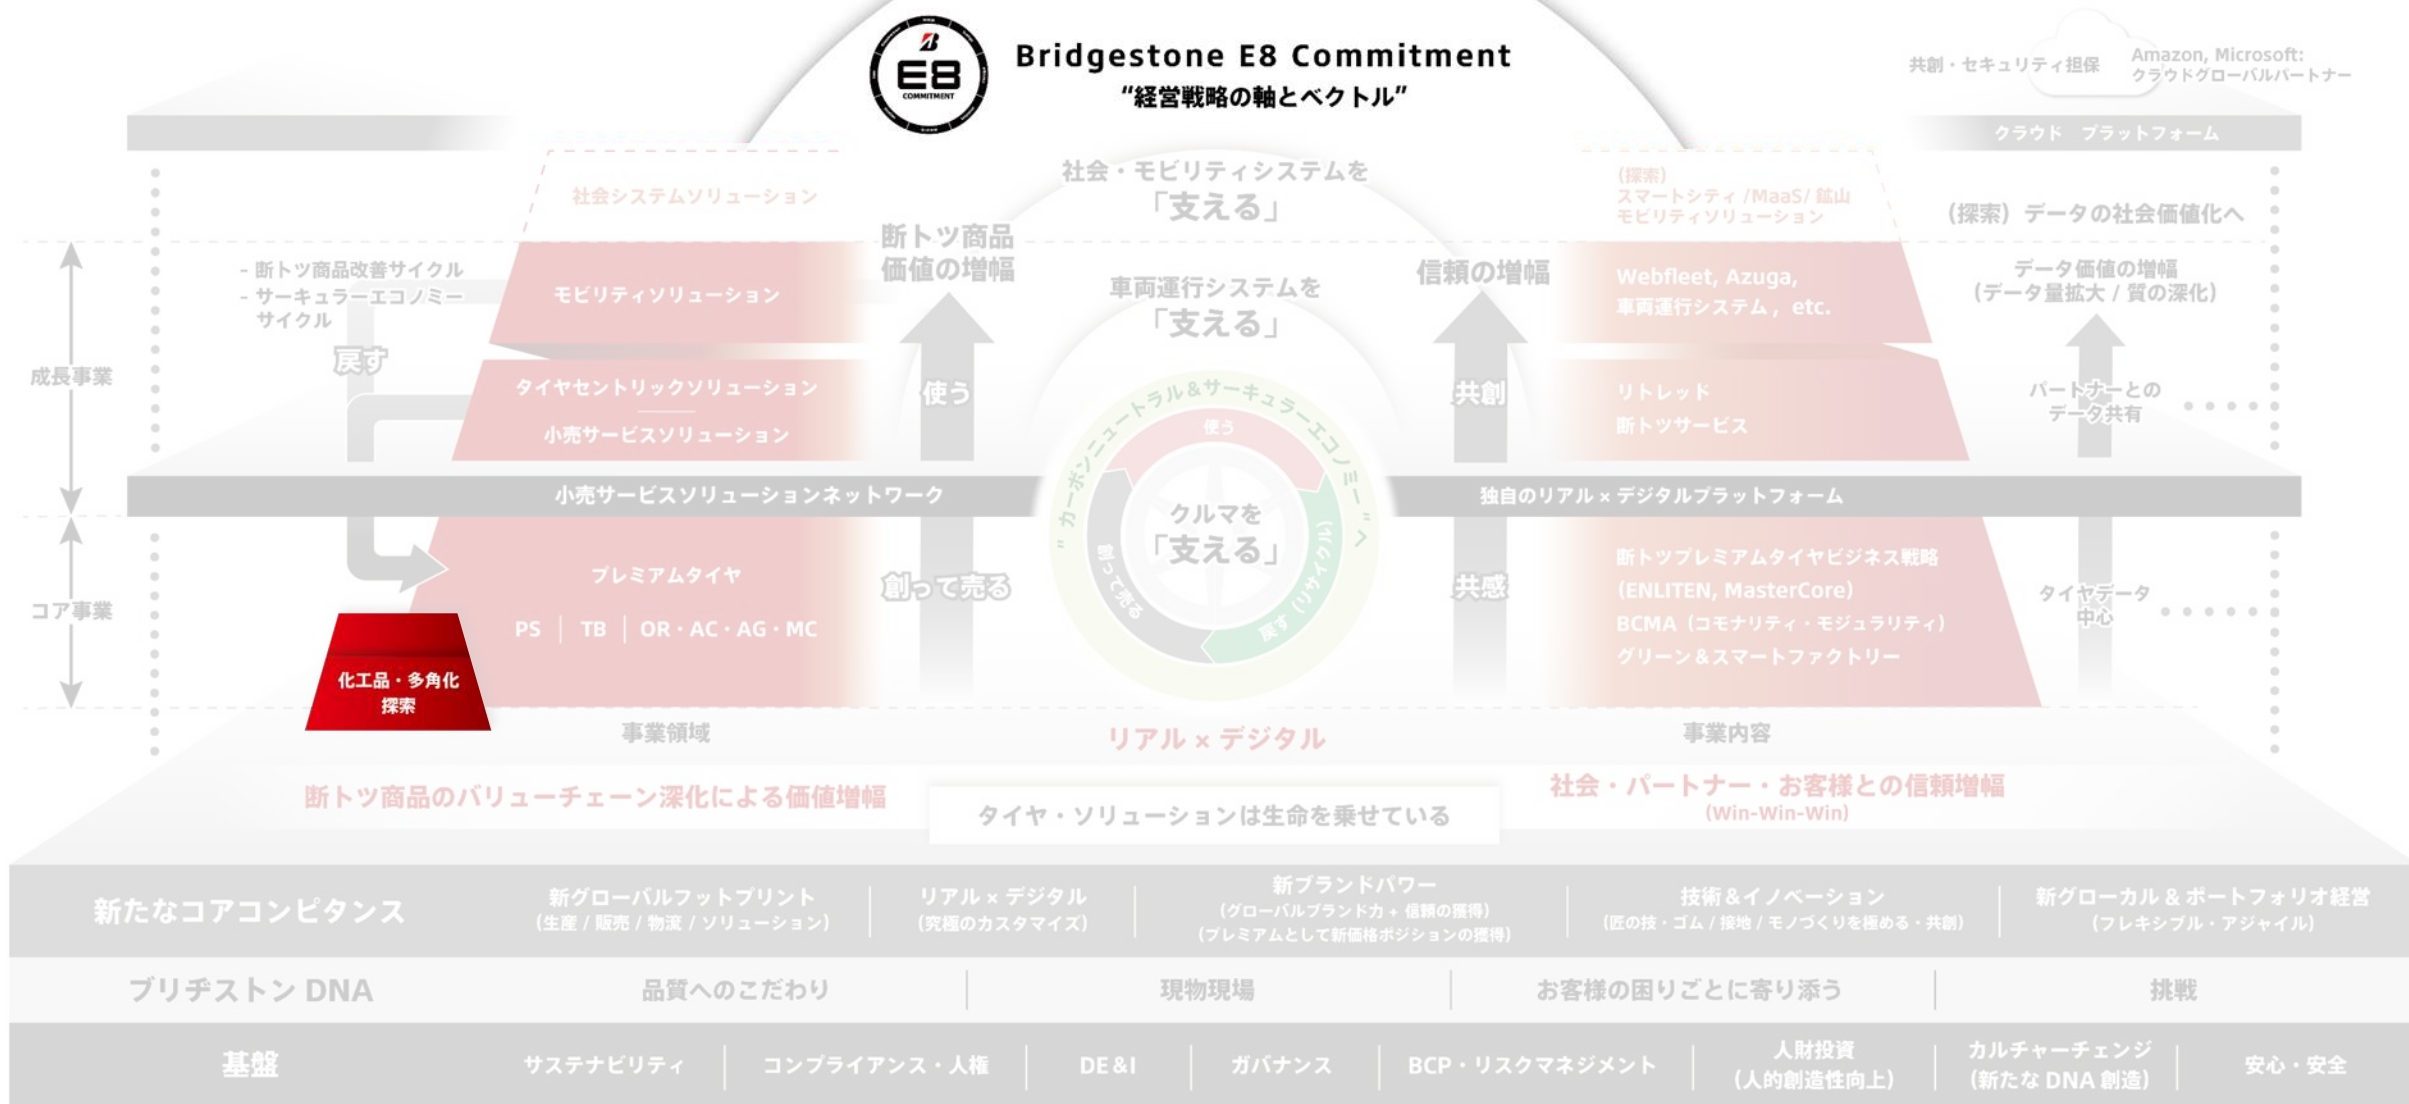 E8
COMMITMENT
Bridgestone E8 Commitment
“経営戦略の軸とベクトル”
共創・セキュリティ担保
Amazon, Microsoft:
クラウドグローバルパートナー
クラウド プラットフォーム
社会システムソリューション
社会・モビリティシステムを
「支える」
(探索)
スマートシティ /MaaS/ 鉱山
モビリティソリューション
(探索) データの社会価値化へ
断トツ商品
価値の増幅
- 断トツ商品改善サイクル
- サーキュラーエコノミー
サイクル
戻す
モビリティソリューション
車両運行システムを
「支える」
信頼の増幅
Webfleet, Azuga,
車両運行システム , etc.
データ価値の増幅
(データ量拡大 / 質の深化)
成長事業
タイヤセントリックソリューション
小売サービスソリューション
使う
共創
リトレッド
断トツサービス
パートナーとの
データ共有
“カーボンニュートラル&サーキュラーエコノミー”へ
使う
創って売る
戻す (リサイクル)
クルマを
「支える」
小売サービスソリューションネットワーク
独自のリアル × デジタルプラットフォーム
コア事業
プレミアムタイヤ
PS | TB | OR・AC・AG・MC
創って売る
共感
断トツプレミアムタイヤビジネス戦略
(ENLITEN, MasterCore)
BCMA (コモナリティ・モジュラリティ)
グリーン&スマートファクトリー
タイヤデータ
中心
化工品・多角化
探索
事業領域
リアル × デジタル
事業内容
断トツ商品のバリューチェーン深化による価値増幅
タイヤ・ソリューションは生命を乗せている
社会・パートナー・お客様との信頼増幅
(Win-Win-Win)
新たなコアコンピタンス
新グローバルフットプリント
(生産 / 販売 / 物流 / ソリューション)
リアル × デジタル
(究極のカスタマイズ)
新ブランドパワー
(グローバルブランド力 + 信頼の獲得)
(プレミアムとして新価格ポジションの獲得)
技術&イノベーション
(匠の技・ゴム / 接地 / モノづくりを極める・共創)
新グローカル & ポートフォリオ経営
(フレキシブル・アジャイル)
ブリヂストン DNA
品質へのこだわり
現物現場
お客様の困りごとに寄り添う
挑戦
基盤
サステナビリティ
コンプライアンス・人権
DE&I
ガバナンス
BCP・リスクマネジメント
人財投資
(人的創造性向上)
カルチャーチェンジ
(新たな DNA 創造)
安心・安全